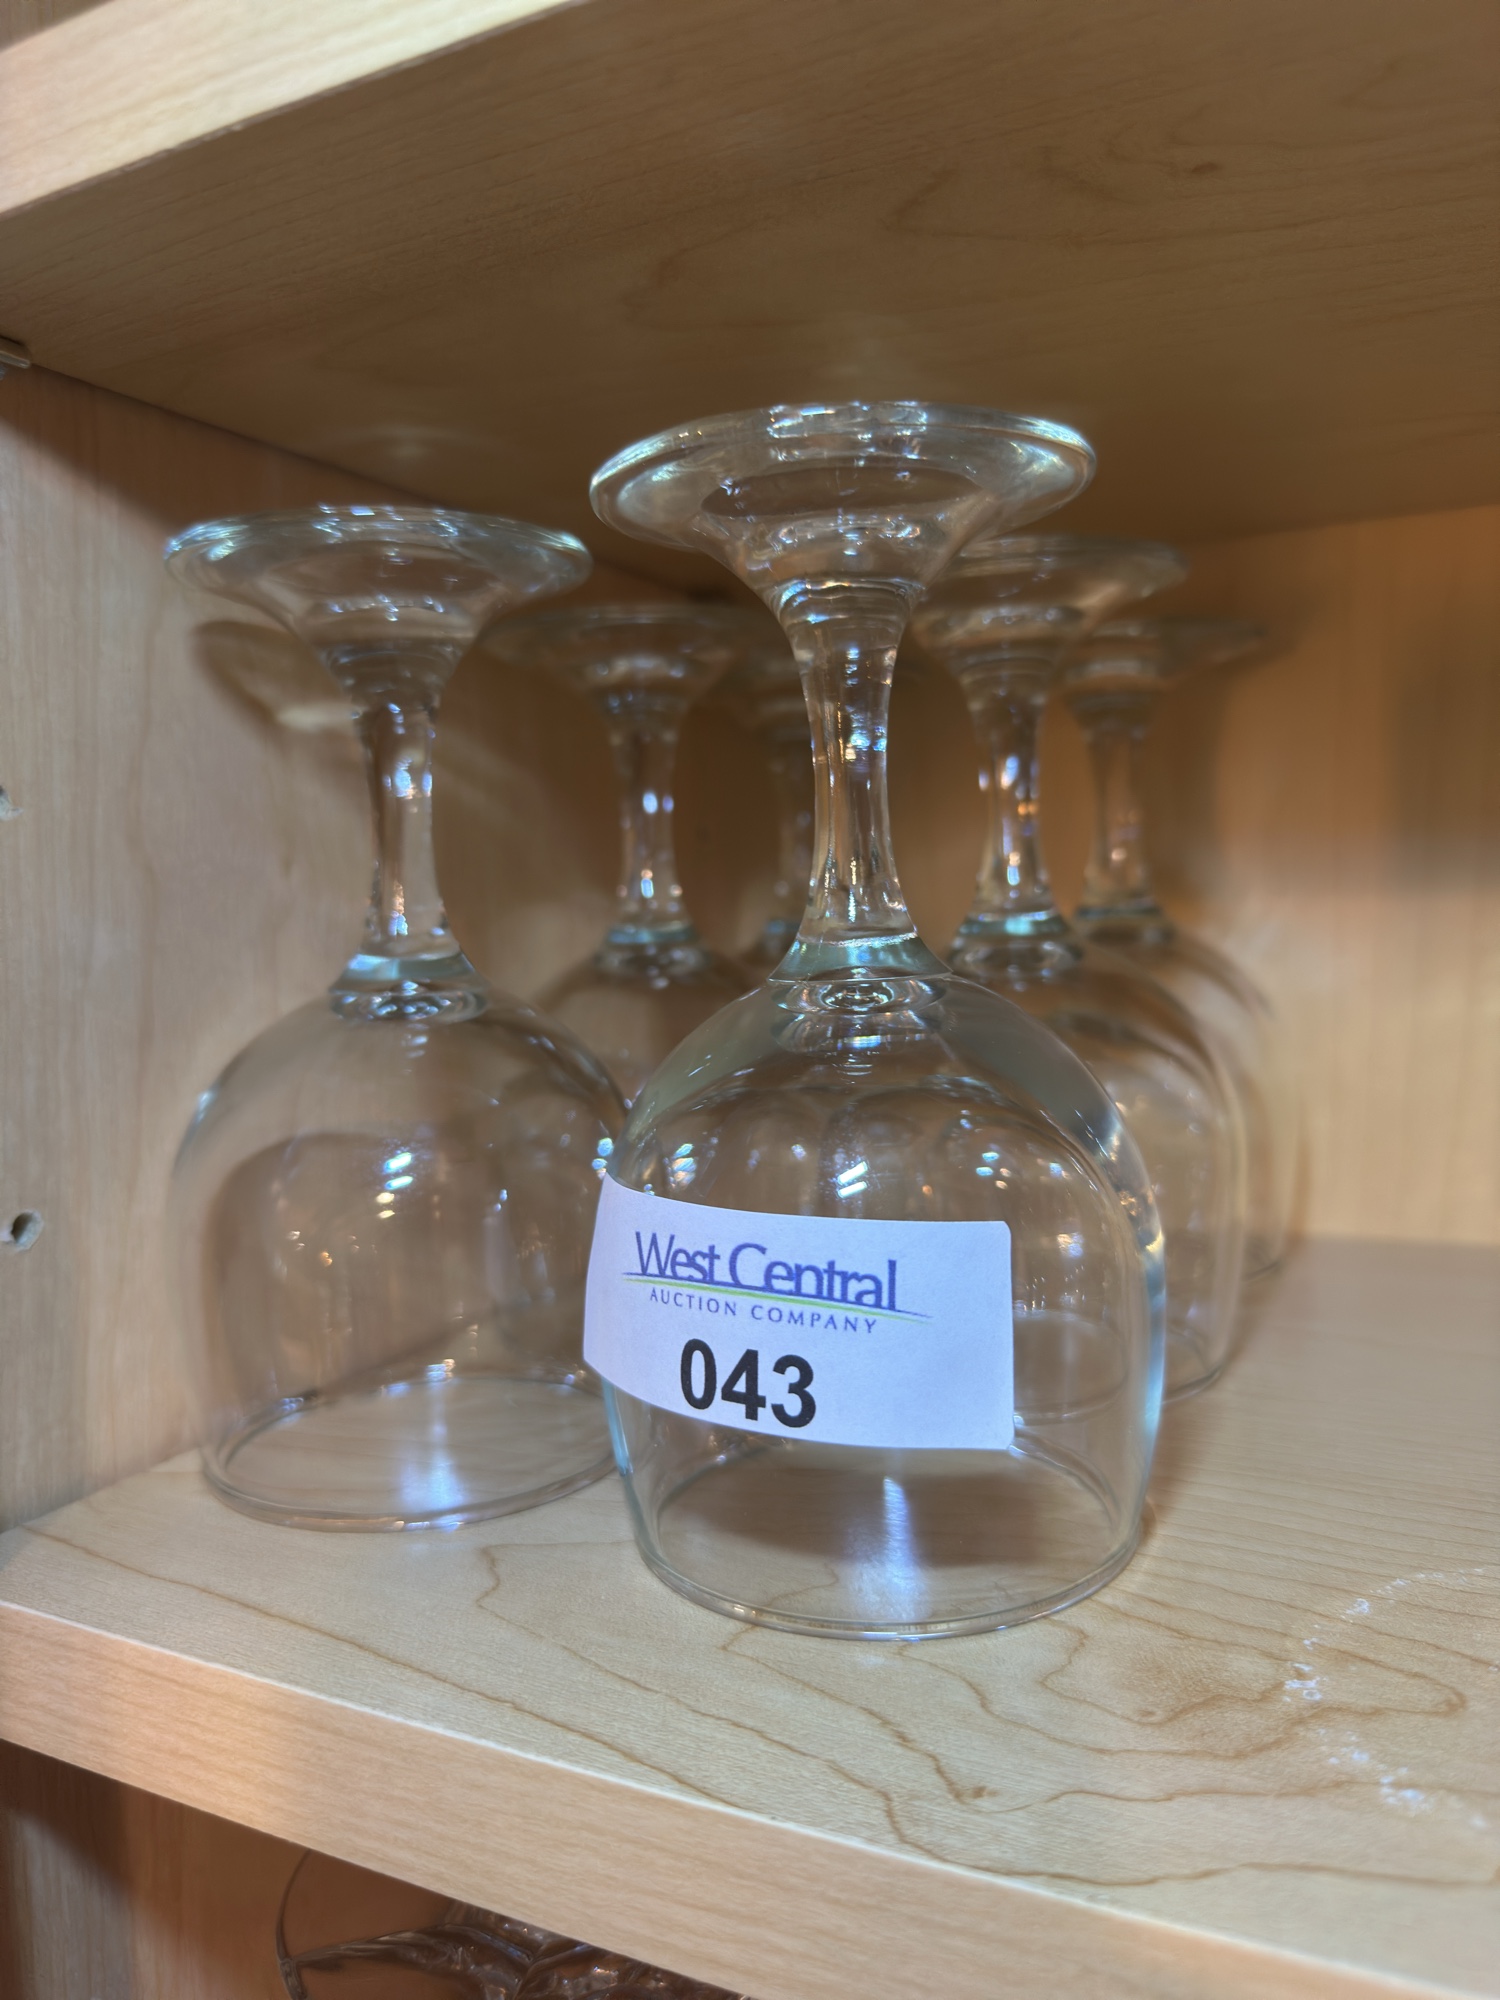 West Central
AUCTION COMPANY
043